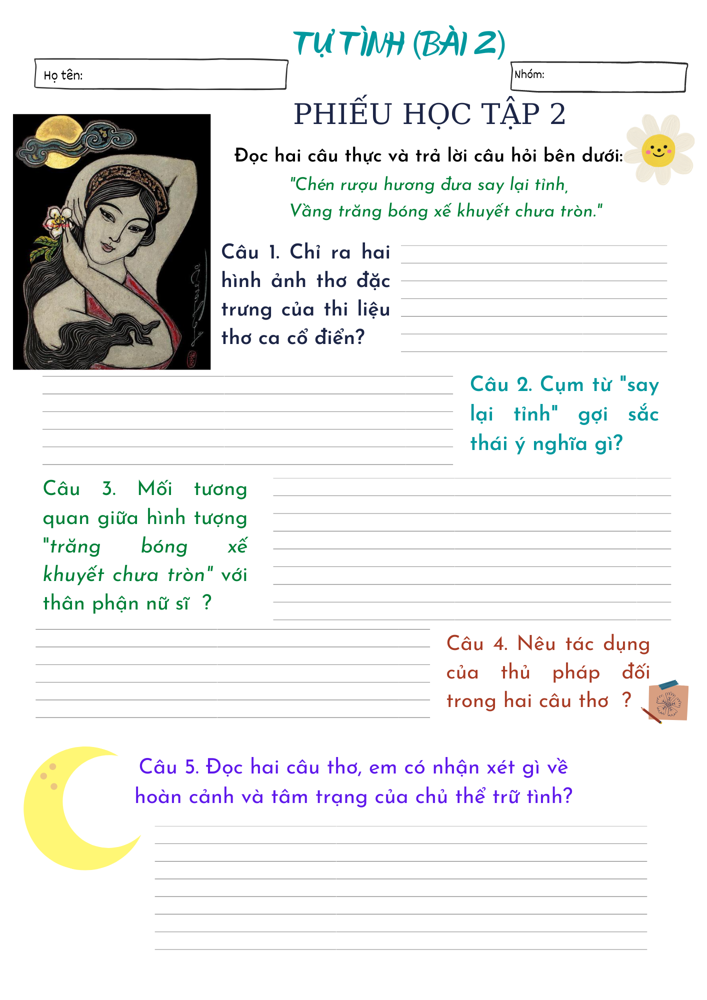 TỰ TÌNH (BÀI 2)
Họ tên:
Nhóm:
PHIẾU HỌC TẬP 2
Đọc hai câu thực và trả lời câu hỏi bên dưới:
"Chén rượu hương đưa say lại tỉnh,
Vầng trăng bóng xế khuyết chưa tròn."
Câu 1. Chỉ ra hai
hình ảnh thơ đặc
trưng của thi liệu
thơ ca cổ điển?
Câu 2. Cụm từ "say
lại tỉnh" gợi sắc
thái ý nghĩa gì?
Câu 3. Mối tương
quan giữa hình tượng
"trăng bóng xế
khuyết chưa tròn" với
thân phận nữ sĩ ?
Câu 4. Nêu tác dụng
của thủ pháp đối
trong hai câu thơ ?
Câu 5. Đọc hai câu thơ, em có nhận xét gì về
hoàn cảnh và tâm trạng của chủ thể trữ tình?